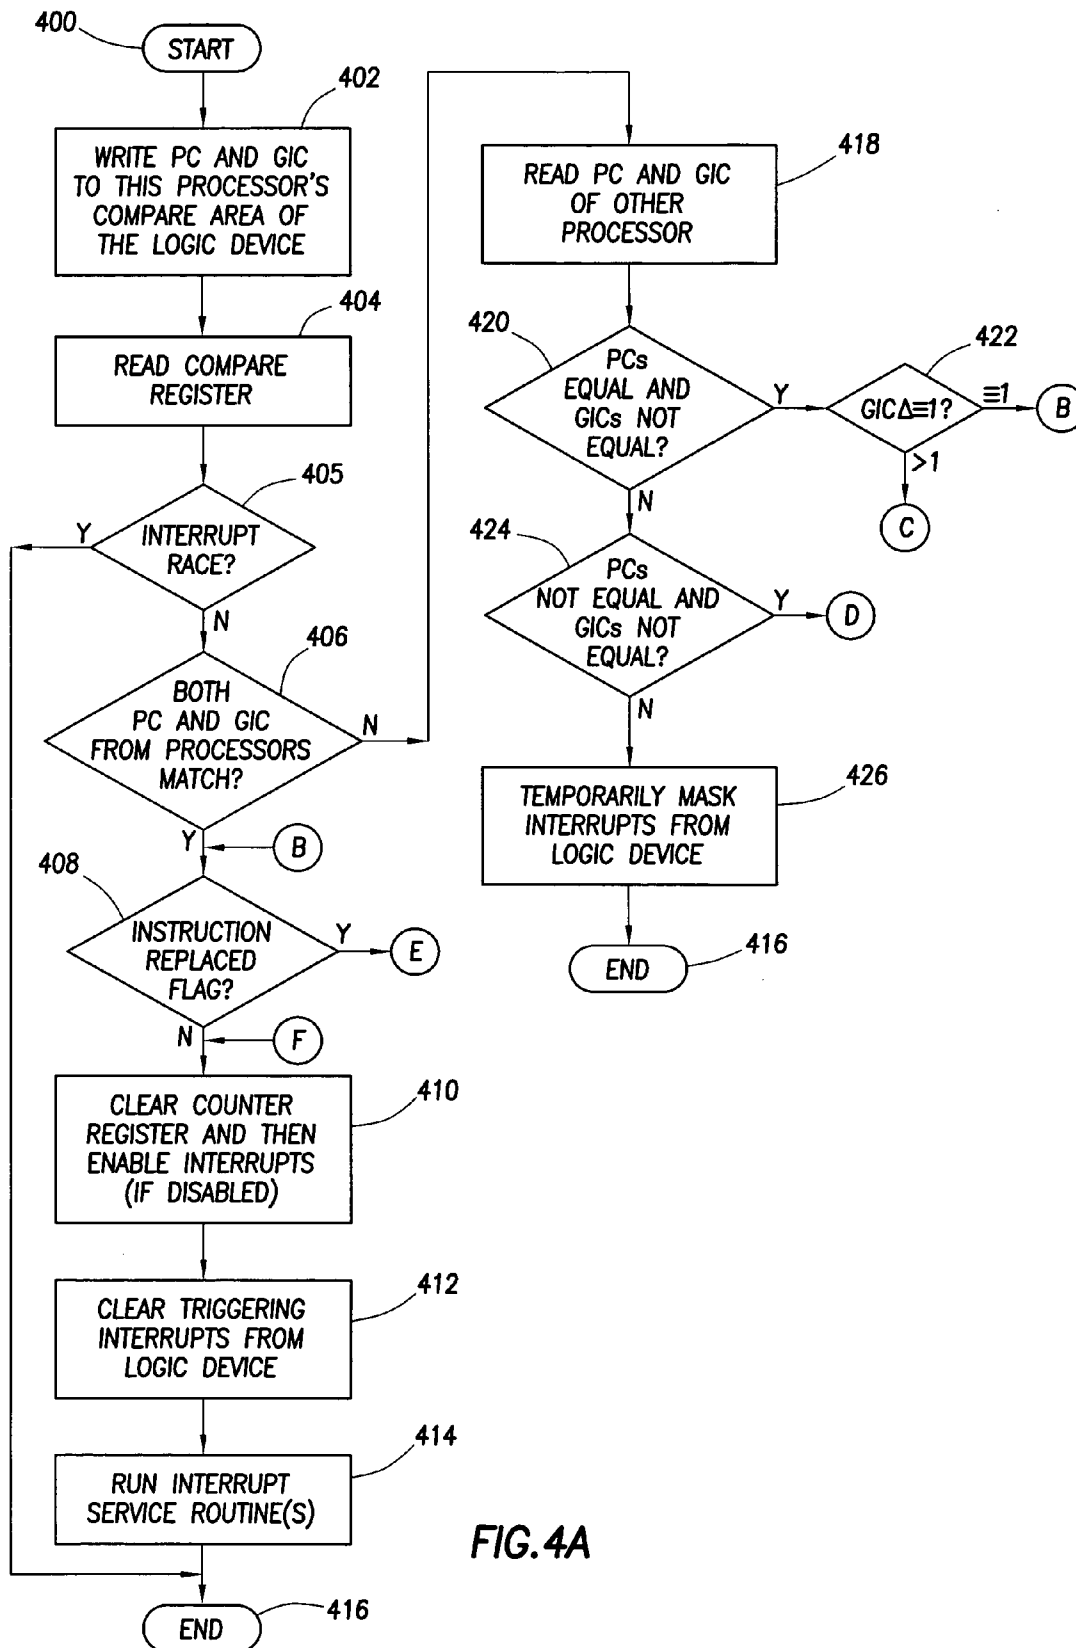 400
START
402
WRITE PC AND GIC
TO THIS PROCESSOR'S
COMPARE AREA OF
THE LOGIC DEVICE
404
READ COMPARE
REGISTER
405
Y
INTERRUPT
RACE?
N
406
BOTH
PC AND GIC
FROM PROCESSORS
MATCH?
N
Y
B
408
INSTRUCTION
REPLACED
FLAG?
Y
E
N
F
410
CLEAR COUNTER
REGISTER AND THEN
ENABLE INTERRUPTS
(IF DISABLED)
412
CLEAR TRIGGERING
INTERRUPTS FROM
LOGIC DEVICE
414
RUN INTERRUPT
SERVICE ROUTINE(S)
416
END
418
READ PC AND GIC
OF OTHER
PROCESSOR
420
PCs
EQUAL AND
GICs NOT
EQUAL?
Y
422
GICΔ≡1?
≡1
B
>1
C
N
424
PCs
NOT EQUAL AND
GICs NOT
EQUAL?
Y
D
N
426
TEMPORARILY MASK
INTERRUPTS FROM
LOGIC DEVICE
416
END
FIG.4A